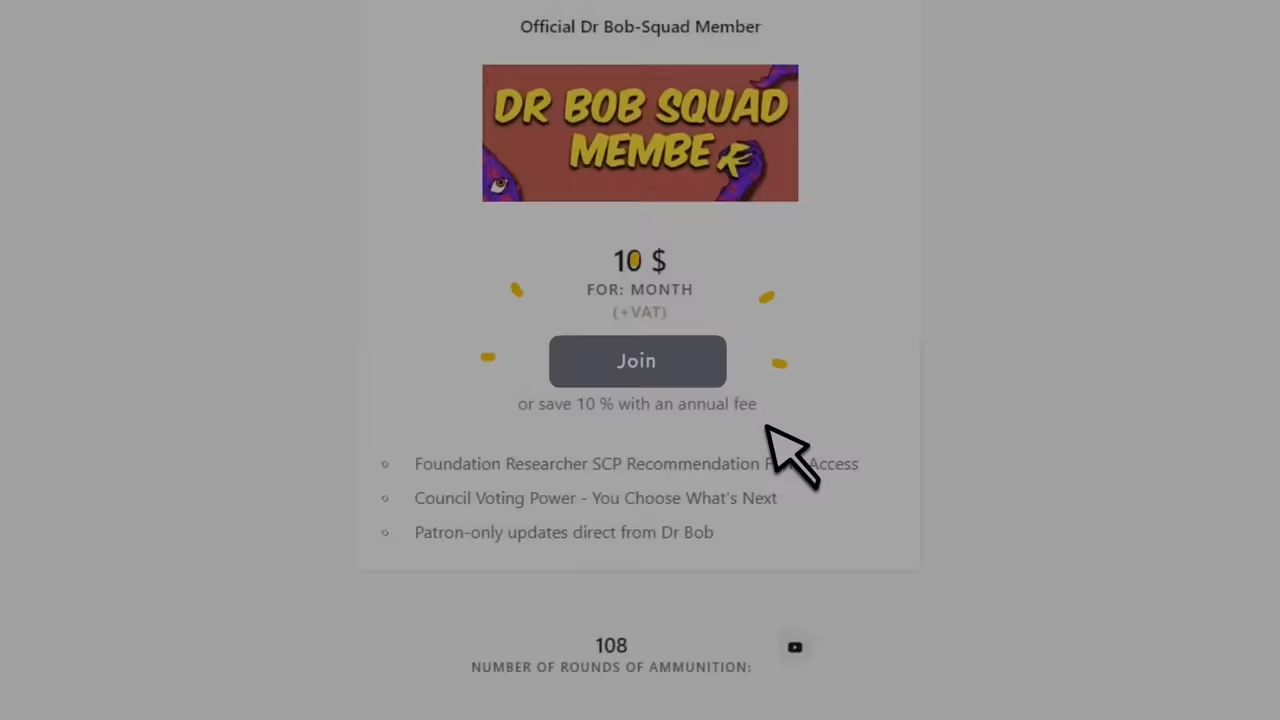 Official Dr Bob-Squad Member
DR BOB SQUAD
MEMBER
10 $
FOR: MONTH
(+VAT)
Join
or save 10 % with an annual fee
Foundation Researcher SCP Recommendation Access
Council Voting Power - You Choose What's Next
Patron-only updates direct from Dr Bob
108
NUMBER OF ROUNDS OF AMMUNITION: